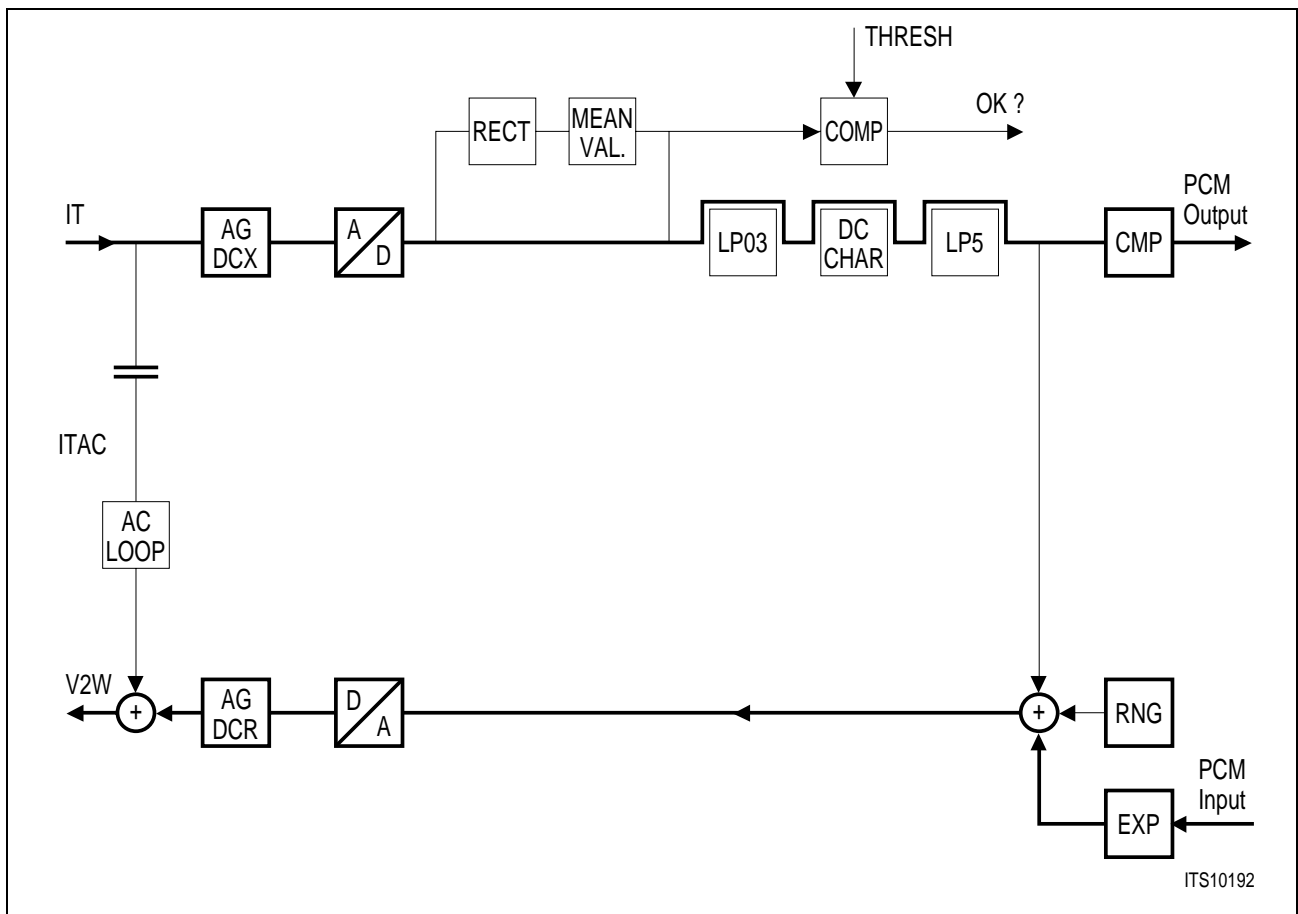 THRESH
OK ?
RECT
MEAN
VAL.
COMP
PCM
Output
IT
AG
DCX
A
D
LP03
DC
CHAR
LP5
CMP
ITAC
AC
LOOP
V2W
+
AG
DCR
D
A
+
RNG
PCM
Input
EXP
ITS10192